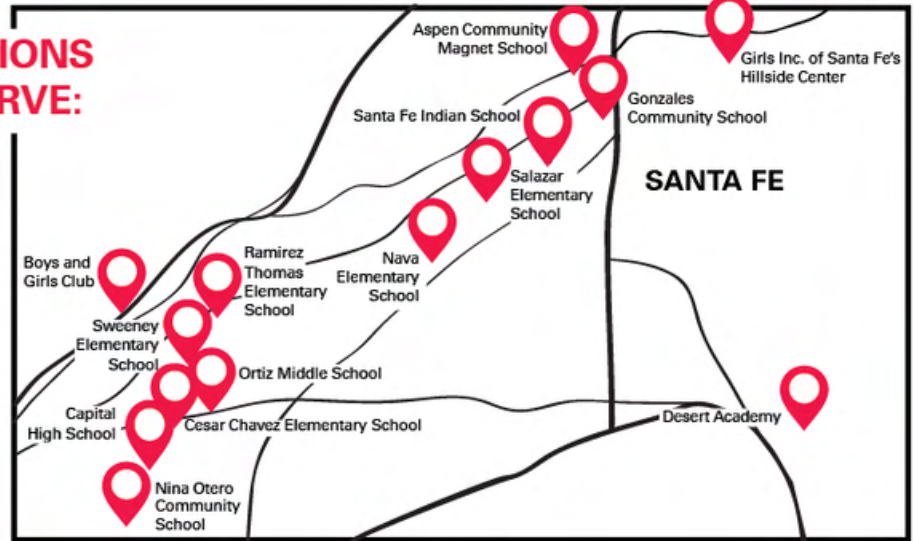 IONS
RVE:
Aspen Community
Magnet School
Girls Inc. of Santa Fe's
Hillside Center
Gonzales
Community School
Santa Fe Indian School
SANTA FE
Salazar
Elementary
School
Nava
Elementary
School
Boys and
Girls Club
Ramirez
Thomas
Elementary
School
Sweeney
Elementary
School
Ortiz Middle School
Capital
High School
Cesar Chavez Elementary School
Desert Academy
Nina Otero
Community
School